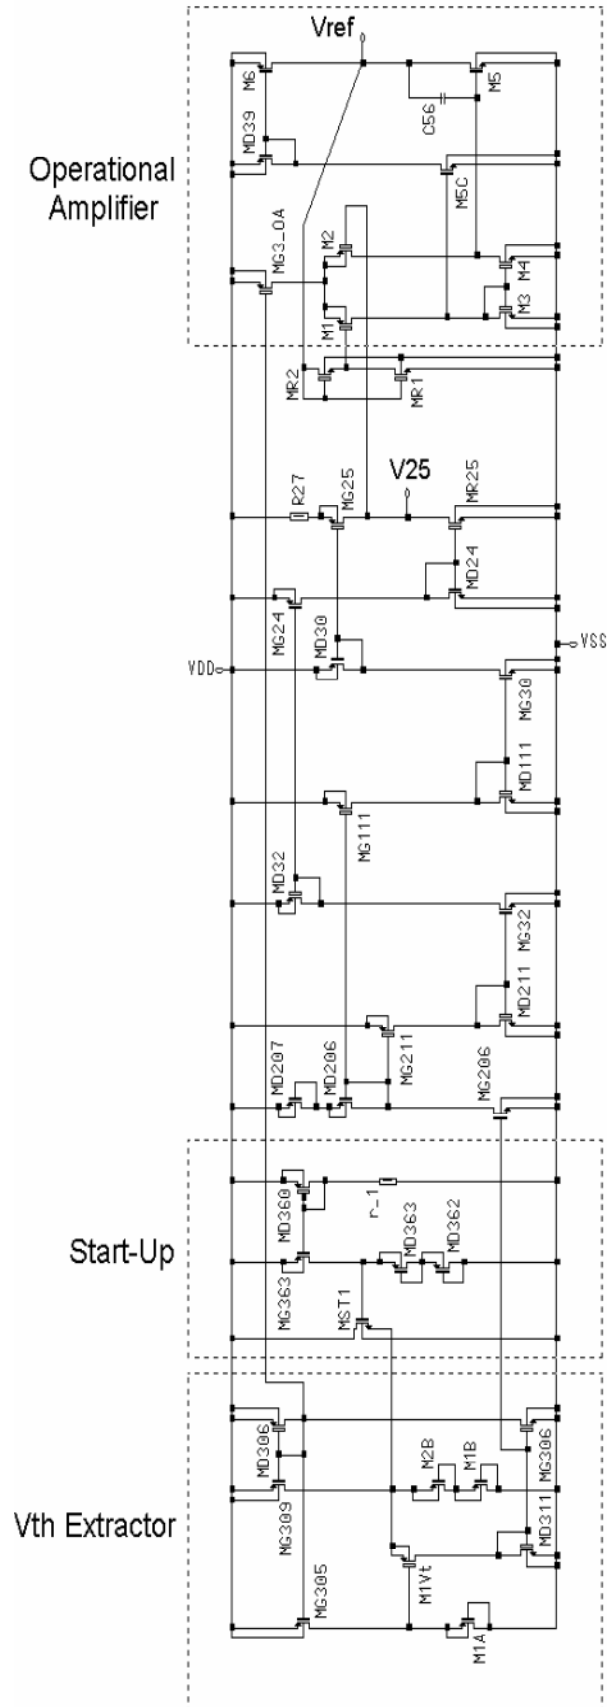 Vref
M6
M5
C56
MD39
Operational
Amplifier
M5C
MG3_OA
M2
M4
M1
M3
MR2
MR1
V25
R27
MG25
MR25
MG24
MD24
MD30
VDD
VSS
MG30
MD111
MG111
MD32
MG32
MD211
MD207
MD206
MG211
MG206
MD360
r_1
Start-Up
MG363
MD363
MD362
MST1
MD306
MG306
M2B
M1B
MG309
MD311
Vth Extractor
M1Vt
MG305
M1A